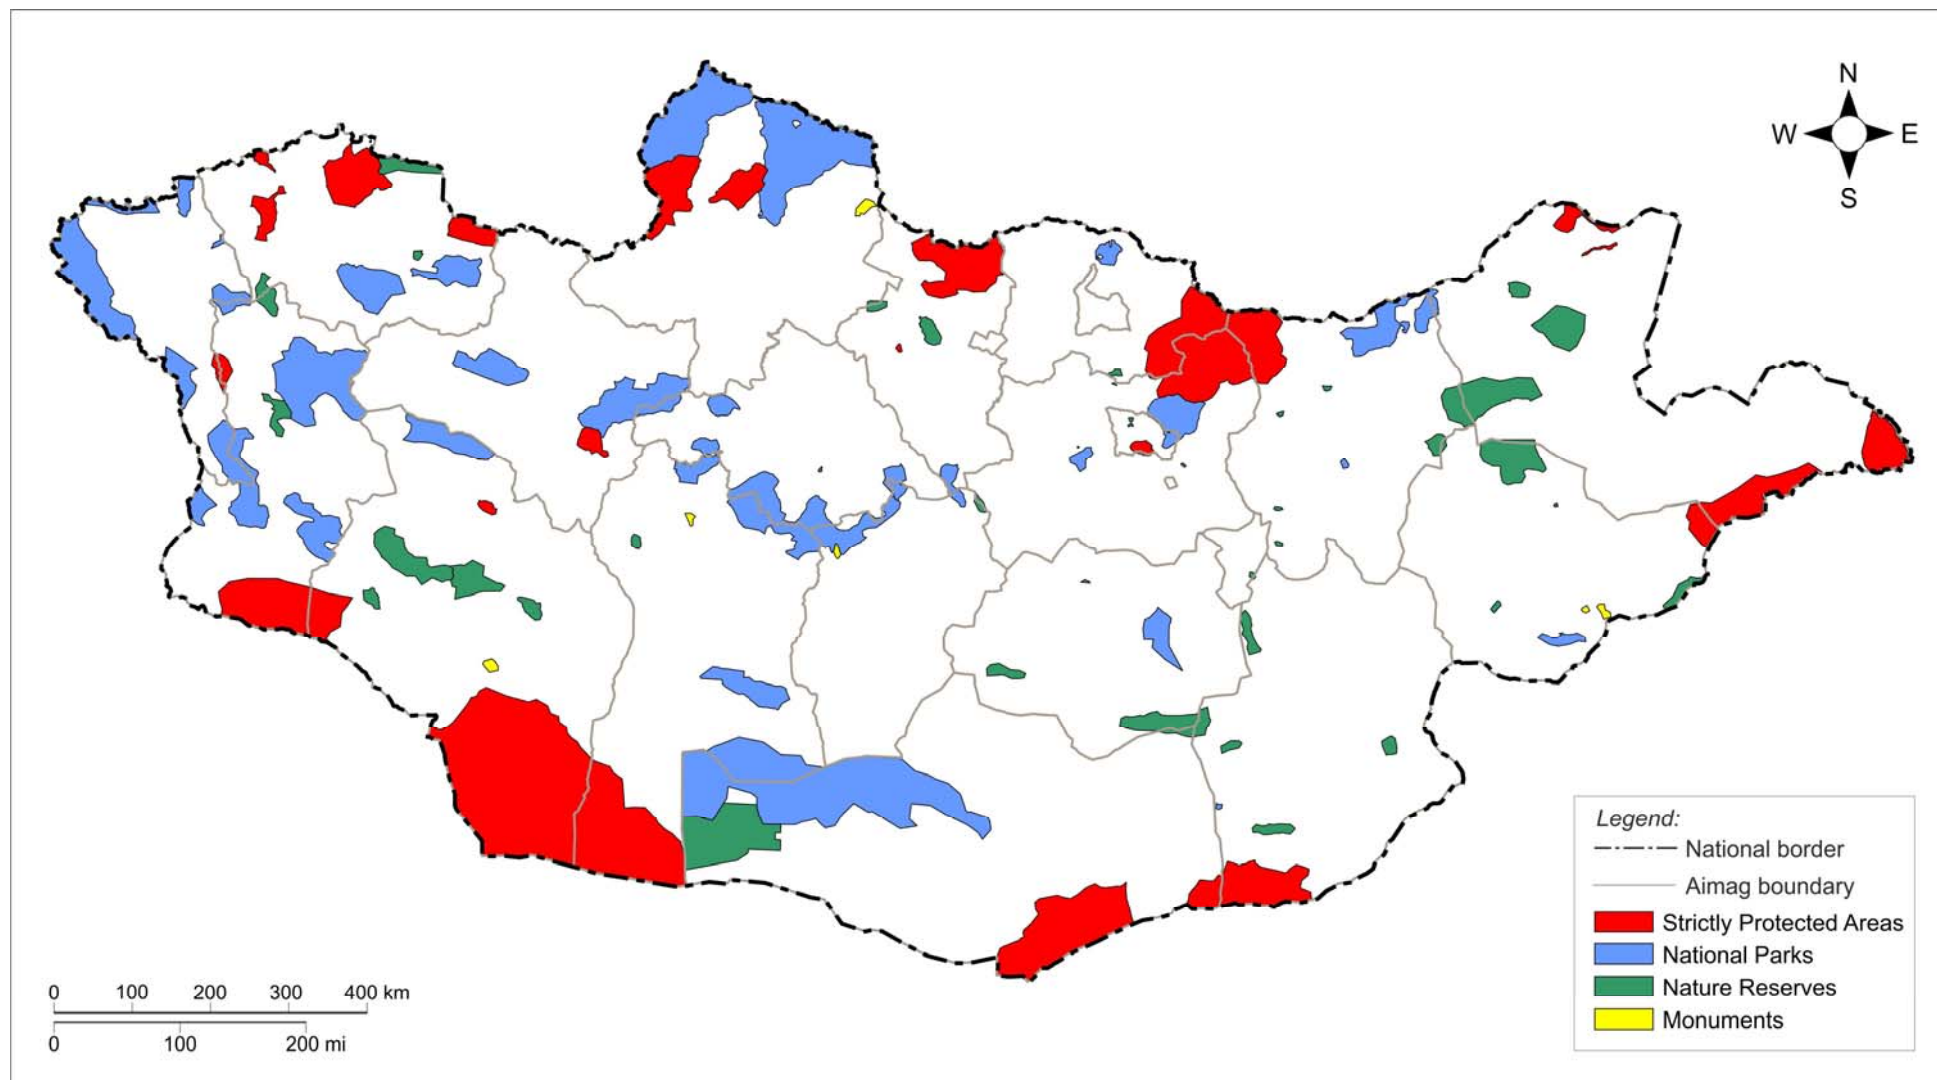 N
W E
S
Legend:
National border
Aimag boundary
Strictly Protected Areas
National Parks
Nature Reserves
Monuments
0 100 200 300 400 km
0 100 200 mi